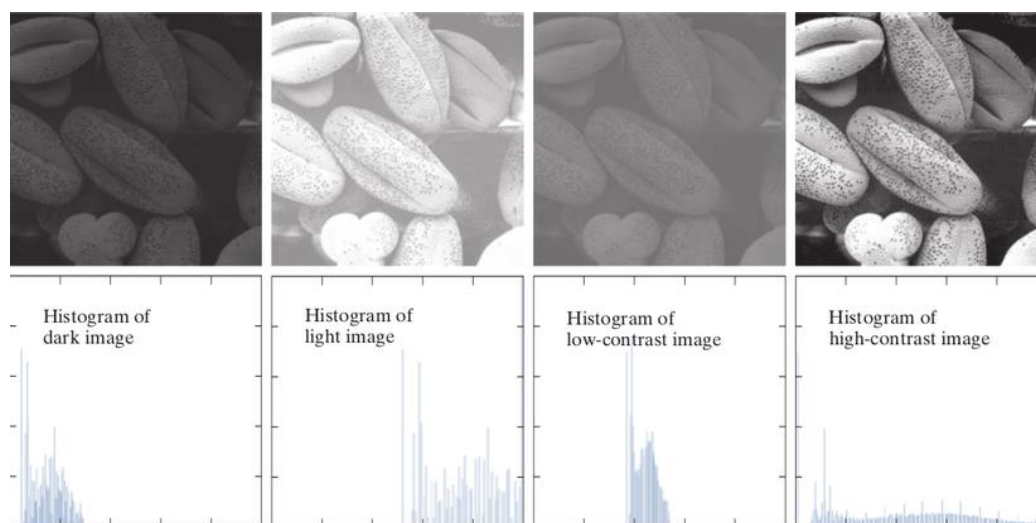 Histogram of
dark image
Histogram of
light image
Histogram of
low-contrast image
Histogram of
high-contrast image